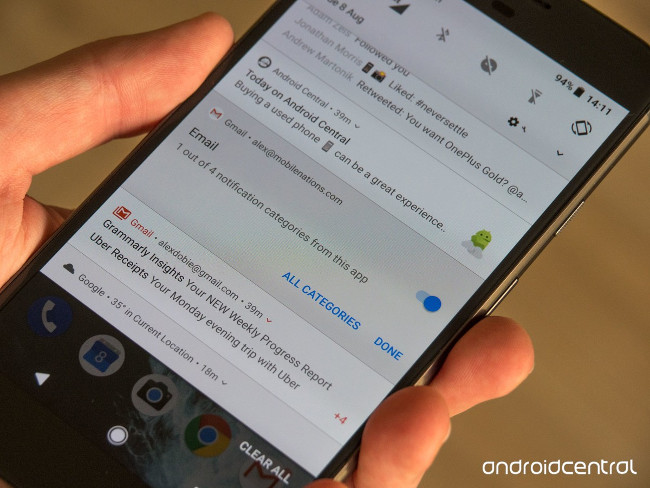 ue 8 Aug
94% 14:11
Followed you
Jonathan Morris Liked: #neversettle
Andrew Martonik Retweeted: You want OnePlus Gold? @a...
Android Central • 39m
Today on Android Central
Buying a used phone 📱 can be a great experience..
Gmail • alex@mobilenations.com
Email
1 out of 4 notification categories from this app
ALL CATEGORIES
DONE
Gmail • alexdobie@gmail.com • 39m
Grammarly Insights Your NEW Weekly Progress Report
Uber Receipts Your Monday evening trip with Uber
+4
Google • 35° in Current Location • 18m
8
CLEAR ALL
androidcentral